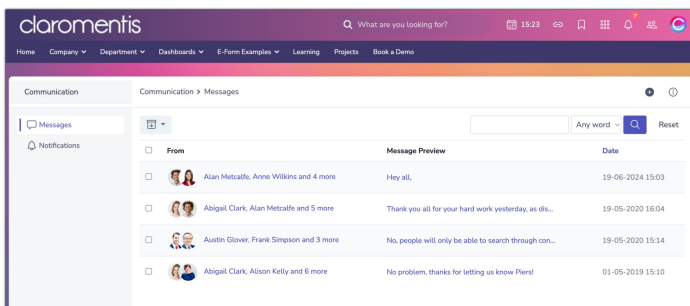 claromentis
What are you looking for?
15:23
7
Home Company Department Dashboards E-Form Examples Learning Projects Book a Demo
Communication
Communication > Messages
Messages
Any word
Reset
Notifications
From Message Preview Date
Alan Metcalfe, Anne Wilkins and 4 more Hey all, 19-06-2024 15:03
Abigail Clark, Alan Metcalfe and 5 more Thank you all for your hard work yesterday, as dis... 19-05-2020 16:04
Austin Glover, Frank Simpson and 3 more No, people will only be able to search through con... 19-05-2020 15:14
Abigail Clark, Alison Kelly and 6 more No problem, thanks for letting us know Piers! 01-05-2019 15:10